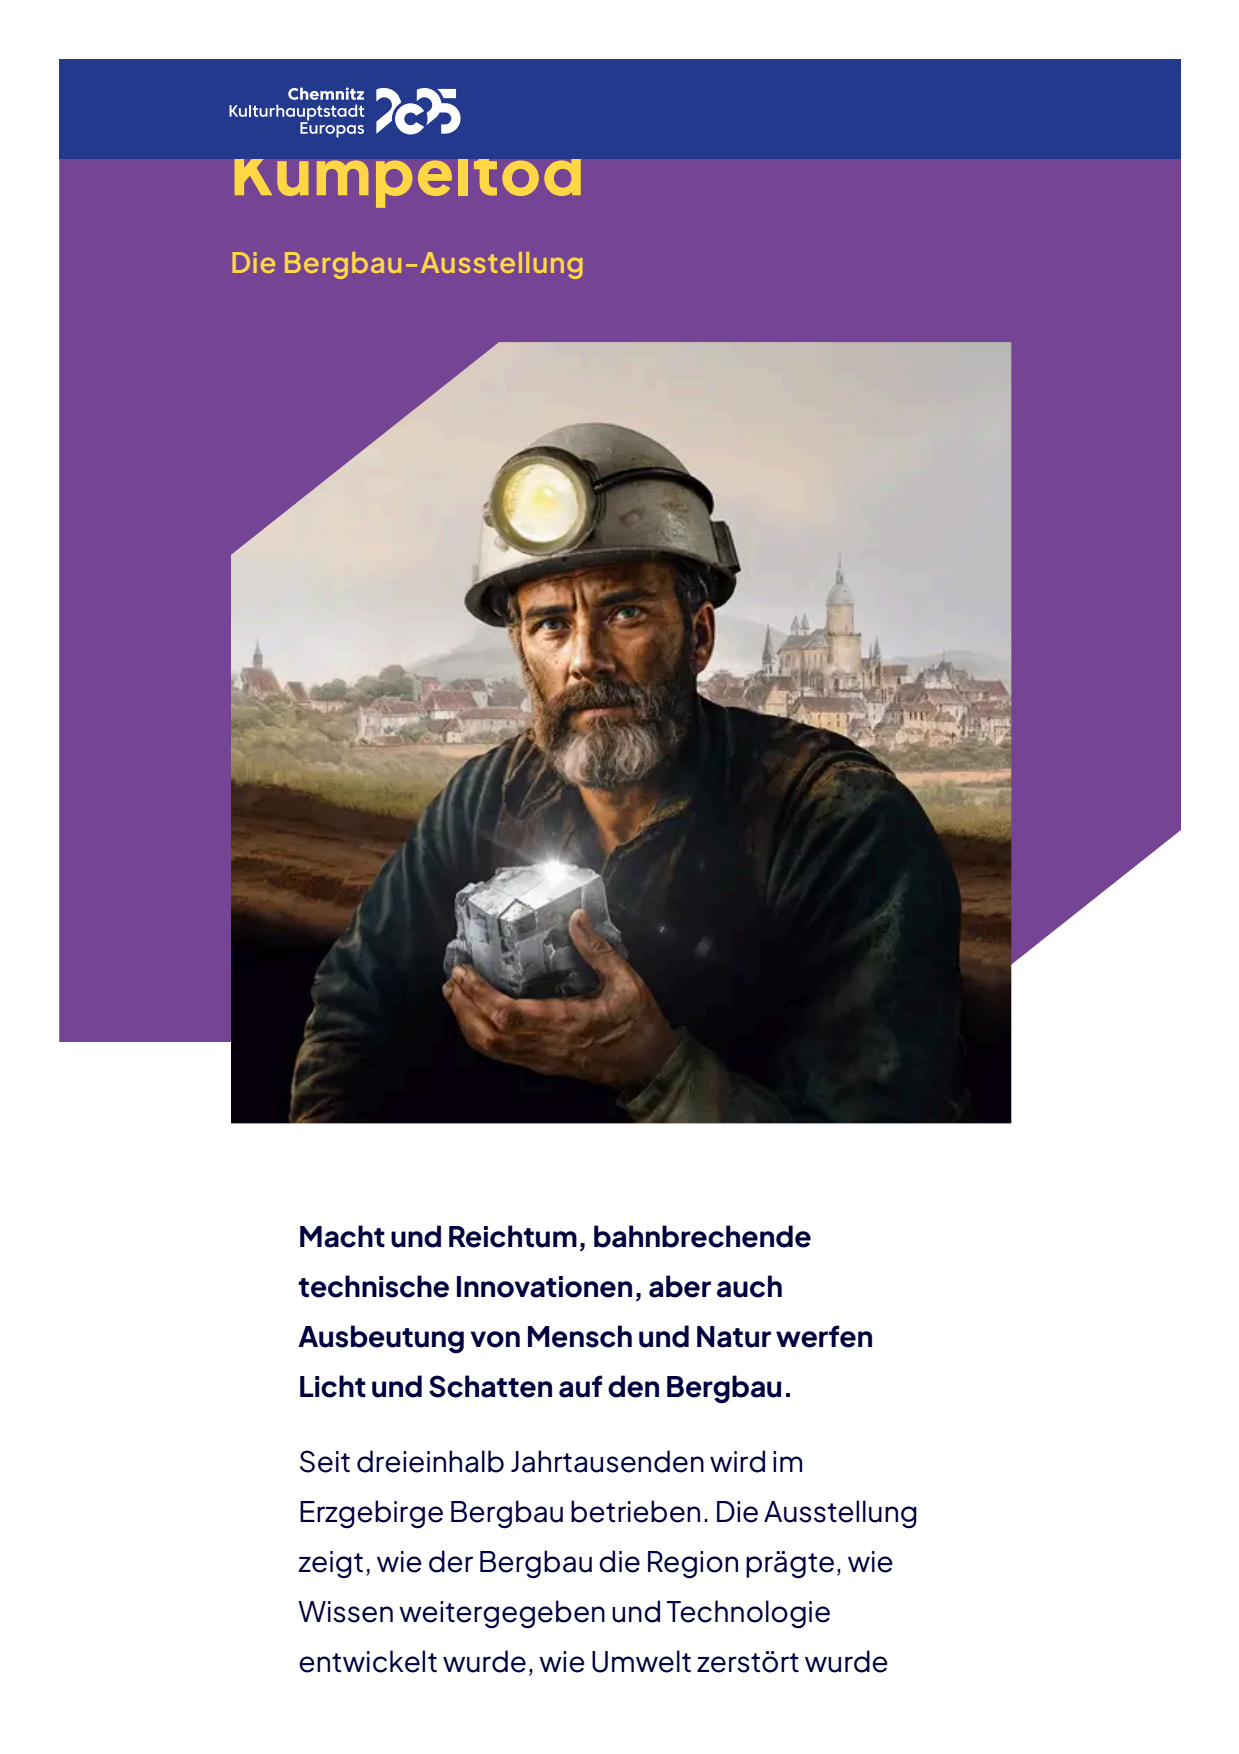 Chemnitz
Kulturhauptstadt
Europas
2025
Kumpeltod
Die Bergbau-Ausstellung
Macht und Reichtum, bahnbrechende
technische Innovationen, aber auch
Ausbeutung von Mensch und Natur werfen
Licht und Schatten auf den Bergbau.
Seit dreieinhalb Jahrtausenden wird im
Erzgebirge Bergbau betrieben. Die Ausstellung
zeigt, wie der Bergbau die Region prägte, wie
Wissen weitergegeben und Technologie
entwickelt wurde, wie Umwelt zerstört wurde